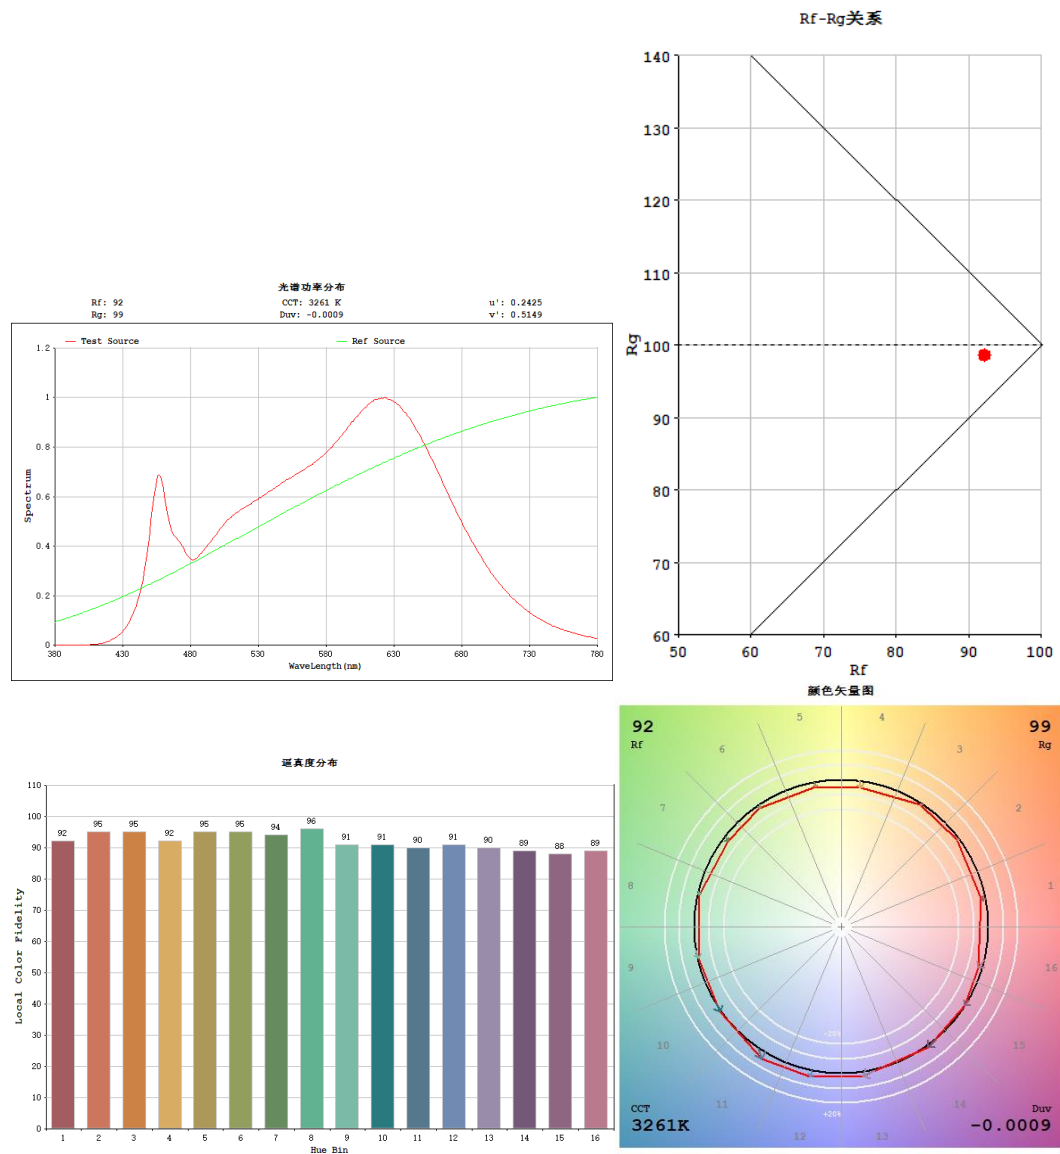 Rf-Rg关系
140
130
120
110
100
90
80
70
60
Rg
50 60 70 80 90 100
Rf
光谱功率分布
Rf: 92 CCT: 3261 K u': 0.2425
Rg: 99 Duv: -0.0009 v': 0.5149
Test Source Ref Source
1.2
1
0.8
0.6
0.4
0.2
0
Spectrum
380 430 480 530 580 630 680 730 780
WaveLength(nm)
逼真度分布
110
100
90
80
70
60
50
40
30
20
10
0
Local Color Fidelity
92 95 95 92 95 95 94 96 91 91 90 91 90 89 88 89
1 2 3 4 5 6 7 8 9 10 11 12 13 14 15 16
Hue Bin
颜色矢量图
92 99
Rf Rg
5 4
6 3
7 2
8 1
9 16
10 15
11 14
12 13
-20%
+20%
CCT Duv
3261K -0.0009